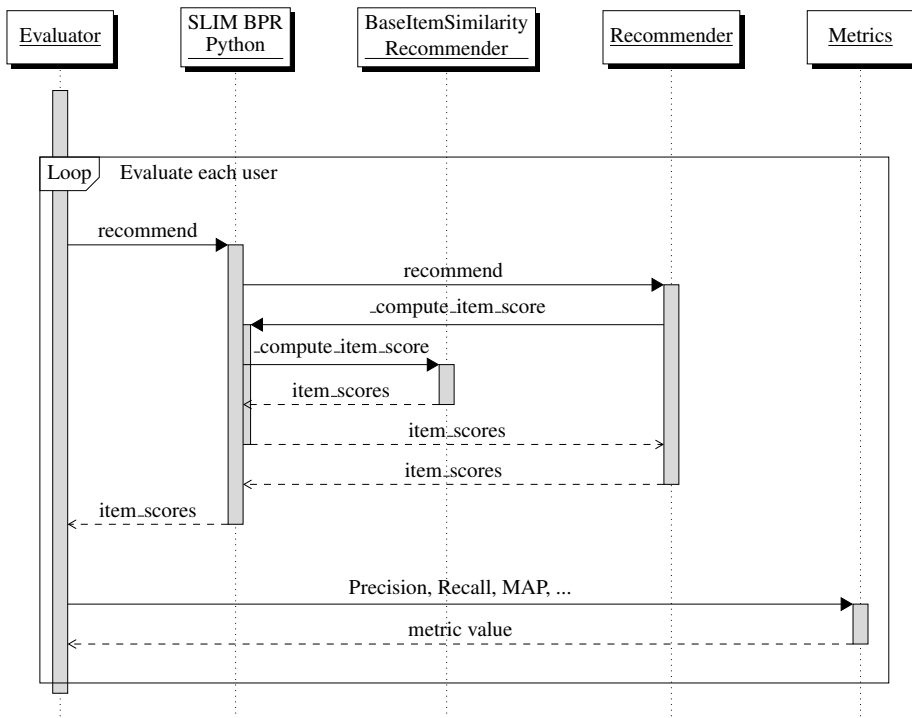 Evaluator
SLIM BPR
Python
BaseItemSimilarity
Recommender
Recommender
Metrics
Loop
Evaluate each user
recommend
recommend
_compute_item_score
_compute_item_score
item_scores
item_scores
item_scores
item_scores
Precision, Recall, MAP, ...
metric value